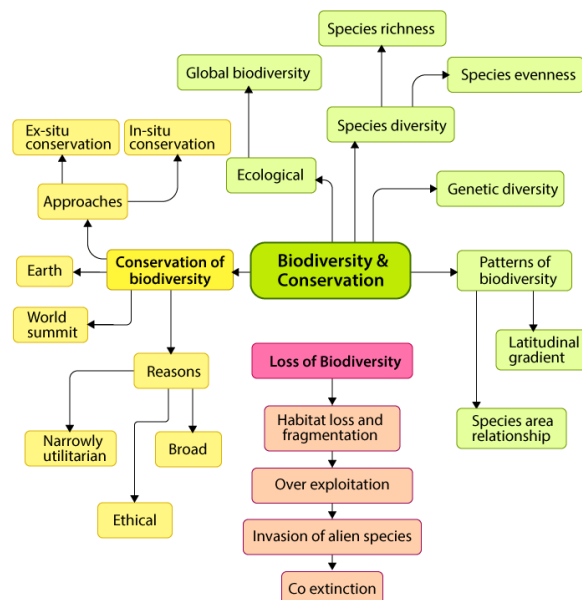 Species richness
Global biodiversity
Species evenness
Ex-situ
conservation
In-situ
conservation
Species diversity
Ecological
Genetic diversity
Approaches
Earth
Conservation of
biodiversity
Biodiversity &
Conservation
Patterns of
biodiversity
World
summit
Latitudinal
gradient
Reasons
Loss of Biodiversity
Habitat loss and
fragmentation
Species area
relationship
Narrowly
utilitarian
Broad
Over exploitation
Ethical
Invasion of alien species
Co extinction